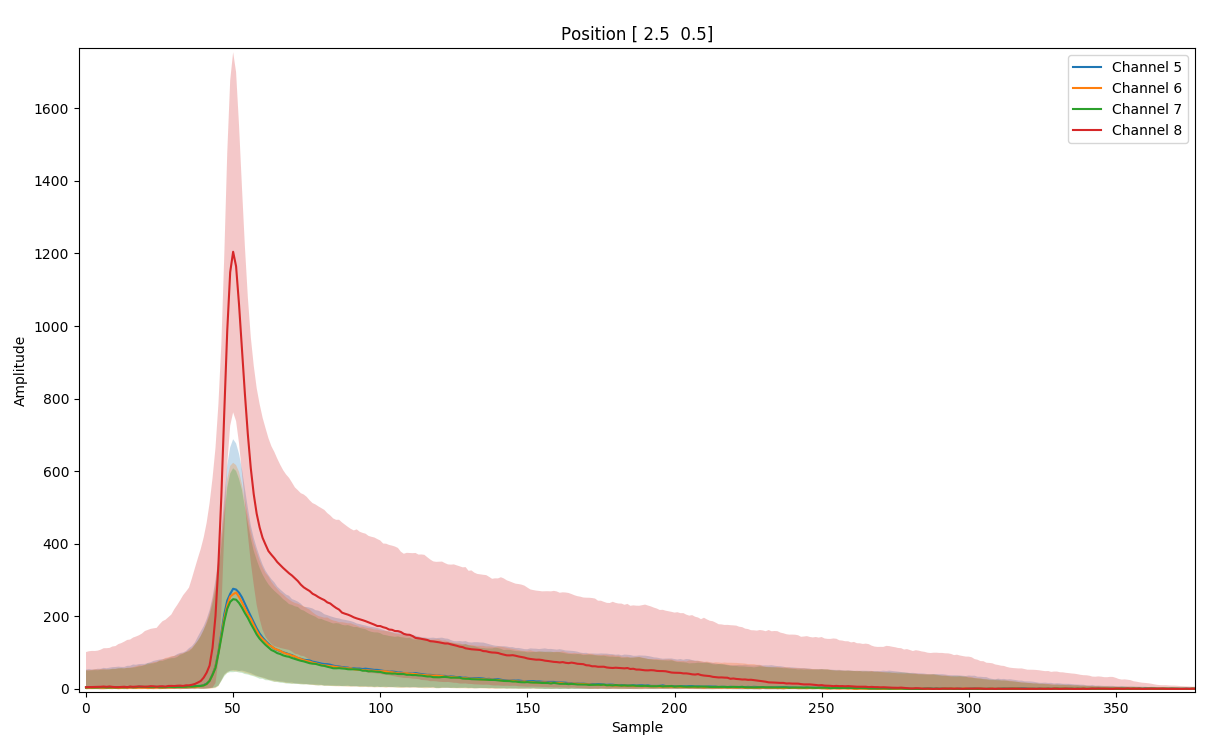 Position [ 2.5  0.5]
Channel 5
Channel 6
Channel 7
Channel 8
Amplitude
1600
1400
1200
1000
800
600
400
200
0
0 50 100 150 200 250 300 350
Sample